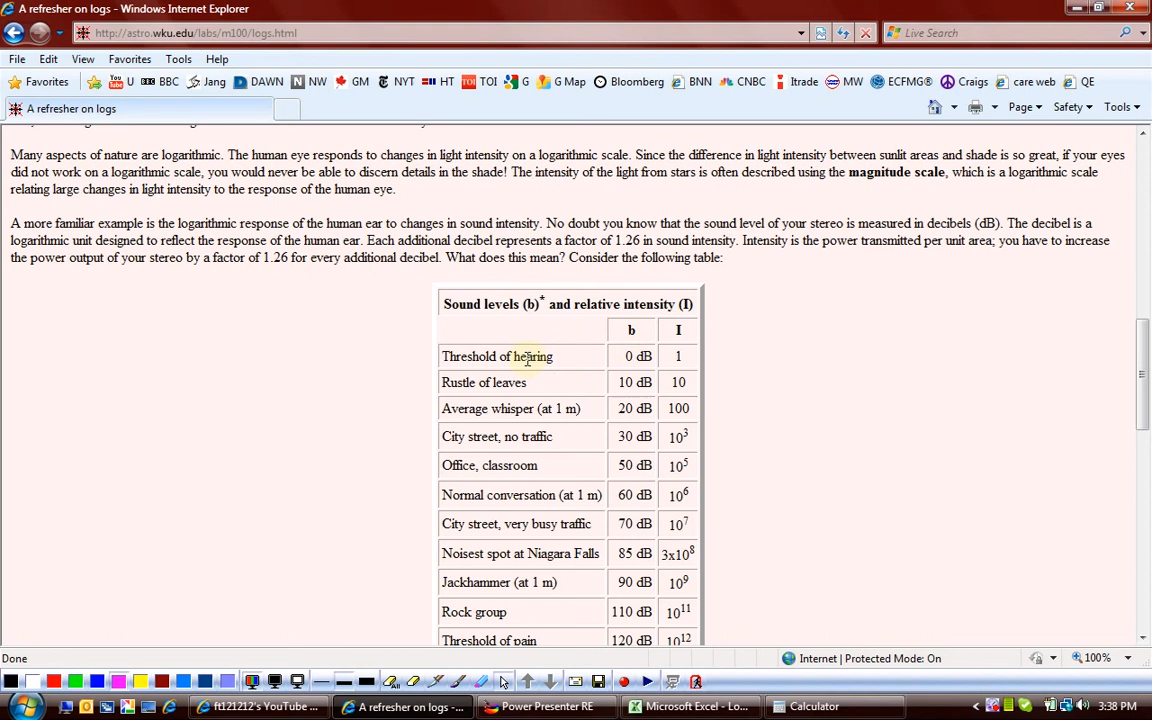 A refresher on logs - Windows Internet Explorer
http://astro.wku.edu/labs/m100/logs.html
Live Search
File Edit View Favorites Tools Help
Favorites YouTube U BBC Jang DAWN N NW GM NYT HT TOI TOI G G Map Bloomberg BNN CNBC Itrade MW ECFMG® Craigs care web QE
A refresher on logs
Page Safety Tools
Many aspects of nature are logarithmic. The human eye responds to changes in light intensity on a logarithmic scale. Since the difference in light intensity between sunlit areas and shade is so great, if your eyes
did not work on a logarithmic scale, you would never be able to discern details in the shade! The intensity of the light from stars is often described using the magnitude scale, which is a logarithmic scale
relating large changes in light intensity to the response of the human eye.
A more familiar example is the logarithmic response of the human ear to changes in sound intensity. No doubt you know that the sound level of your stereo is measured in decibels (dB). The decibel is a
logarithmic unit designed to reflect the response of the human ear. Each additional decibel represents a factor of 1.26 in sound intensity. Intensity is the power transmitted per unit area; you have to increase
the power output of your stereo by a factor of 1.26 for every additional decibel. What does this mean? Consider the following table:
Sound levels (b)* and relative intensity (I)
b I
Threshold of hearing 0 dB 1
Rustle of leaves 10 dB 10
Average whisper (at 1 m) 20 dB 100
City street, no traffic 30 dB 10³
Office, classroom 50 dB 10⁵
Normal conversation (at 1 m) 60 dB 10⁶
City street, very busy traffic 70 dB 10⁷
Noisest spot at Niagara Falls 85 dB 3x10⁸
Jackhammer (at 1 m) 90 dB 10⁹
Rock group 110 dB 10¹¹
Threshold of pain 120 dB 10¹²
Done Internet | Protected Mode: On 100%
ft121212's YouTube ... A refresher on logs -... Power Presenter RE Microsoft Excel - Lo... Calculator 3:38 PM